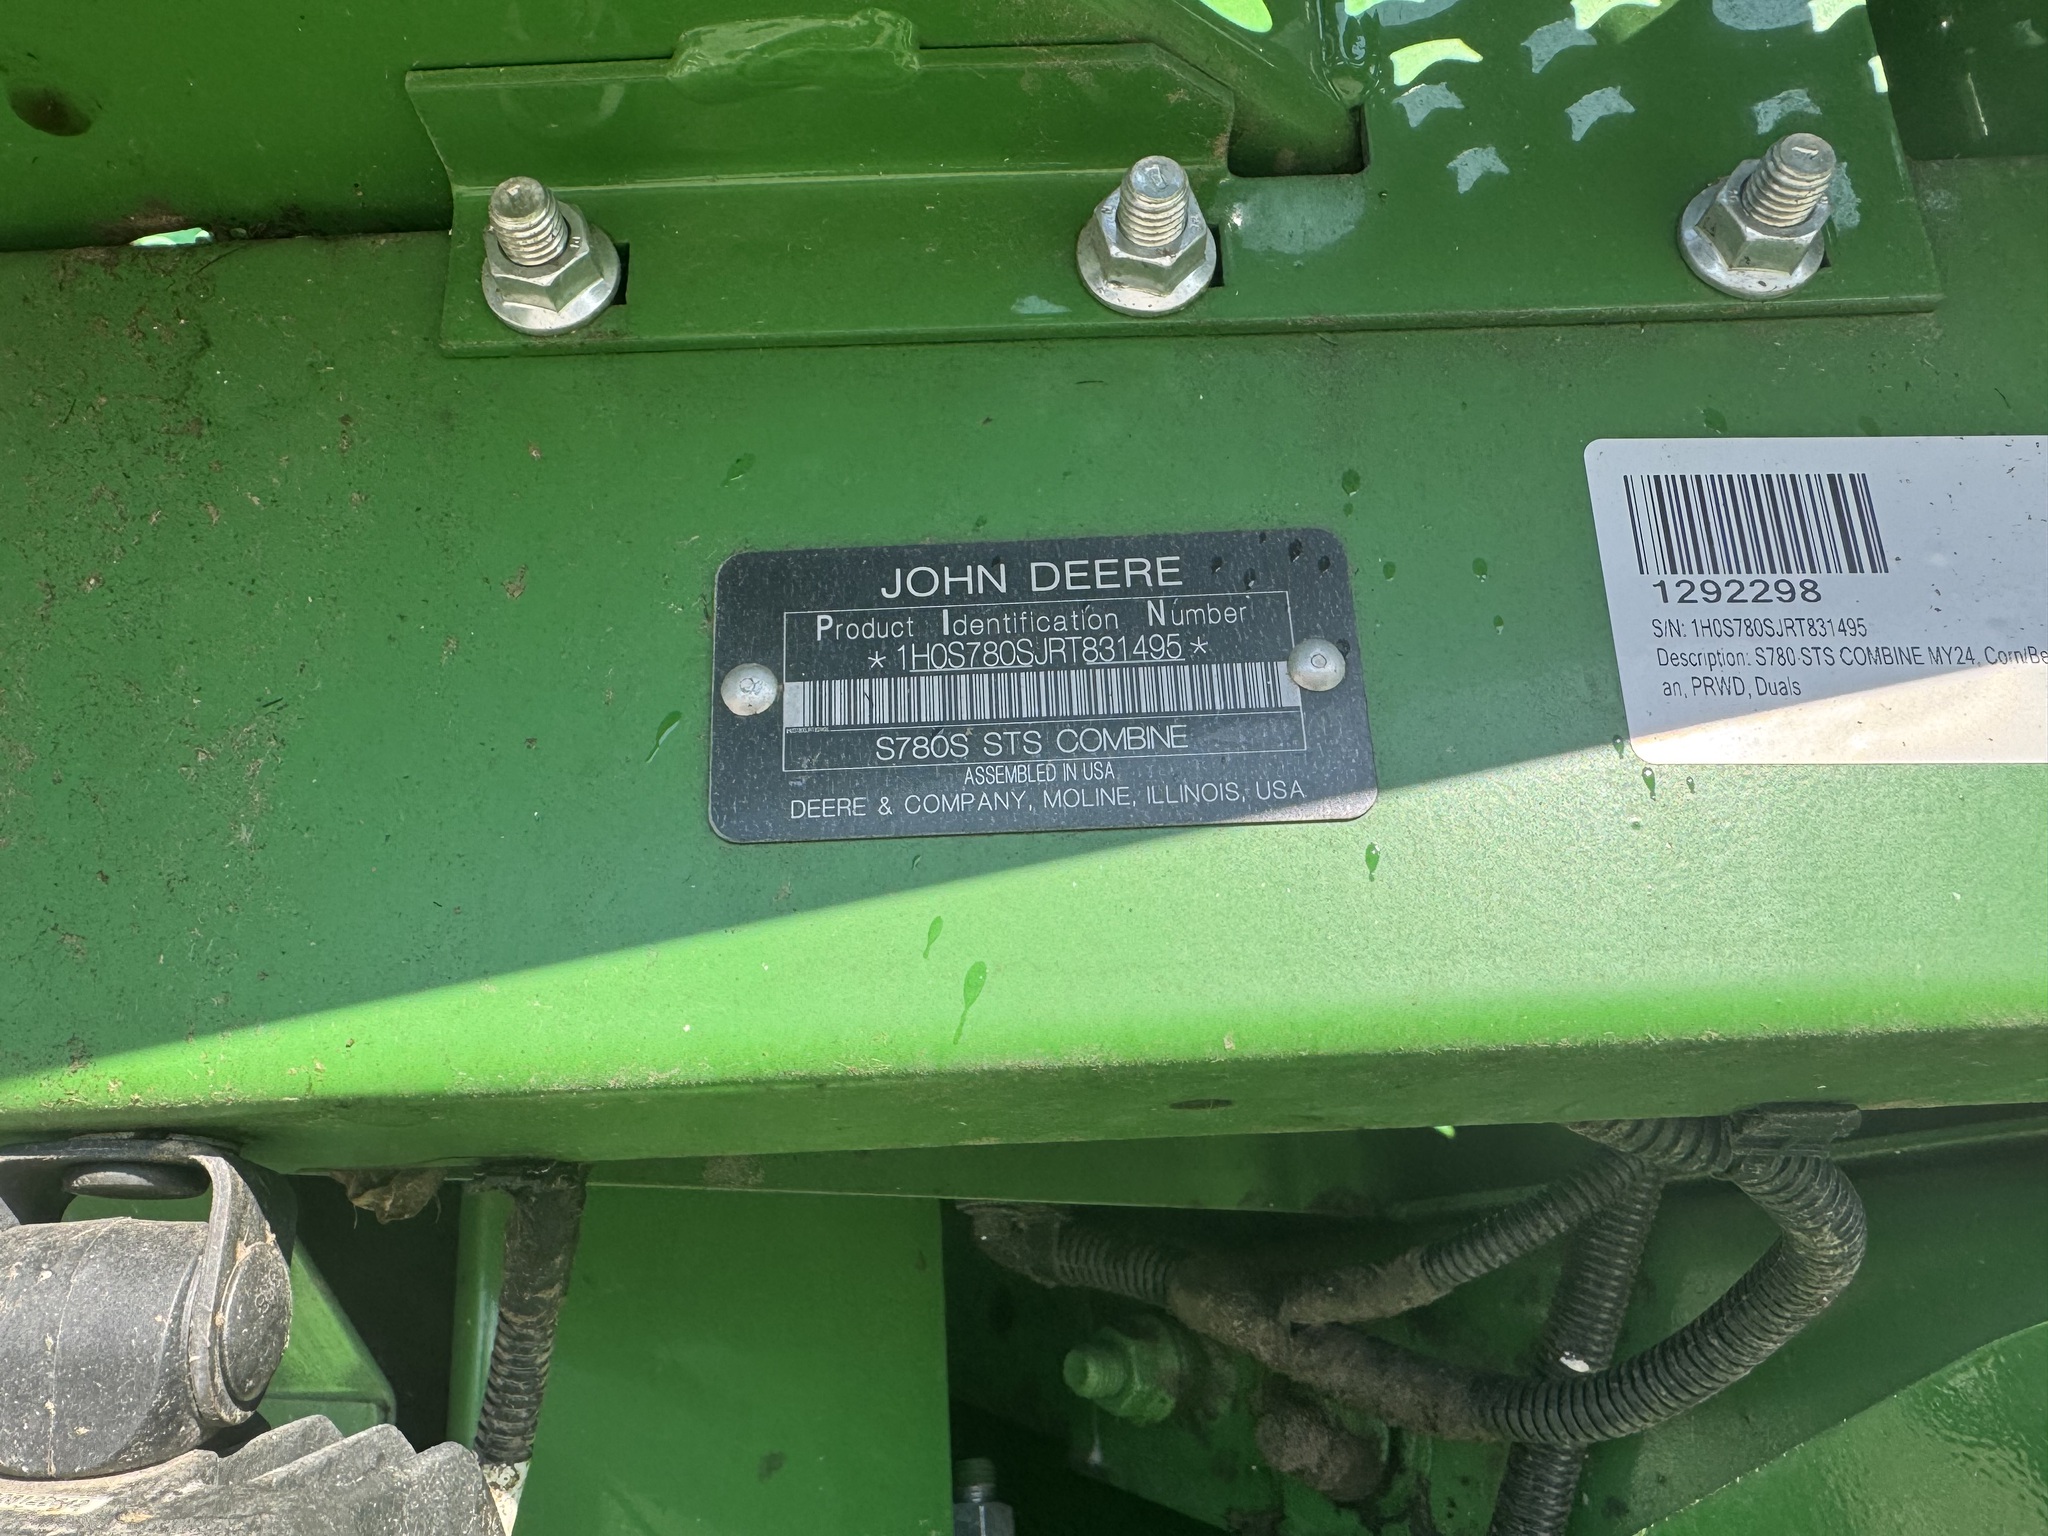 JOHN DEERE
Product Identification Number
*1H0S780SJRT831495*
S780S STS COMBINE
ASSEMBLED IN USA
DEERE & COMPANY, MOLINE, ILLINOIS, USA
1292298
S/N: 1H0S780SJRT831495
Description: S780 STS COMBINE MY24, Corn/Be
an, PRWD, Duals